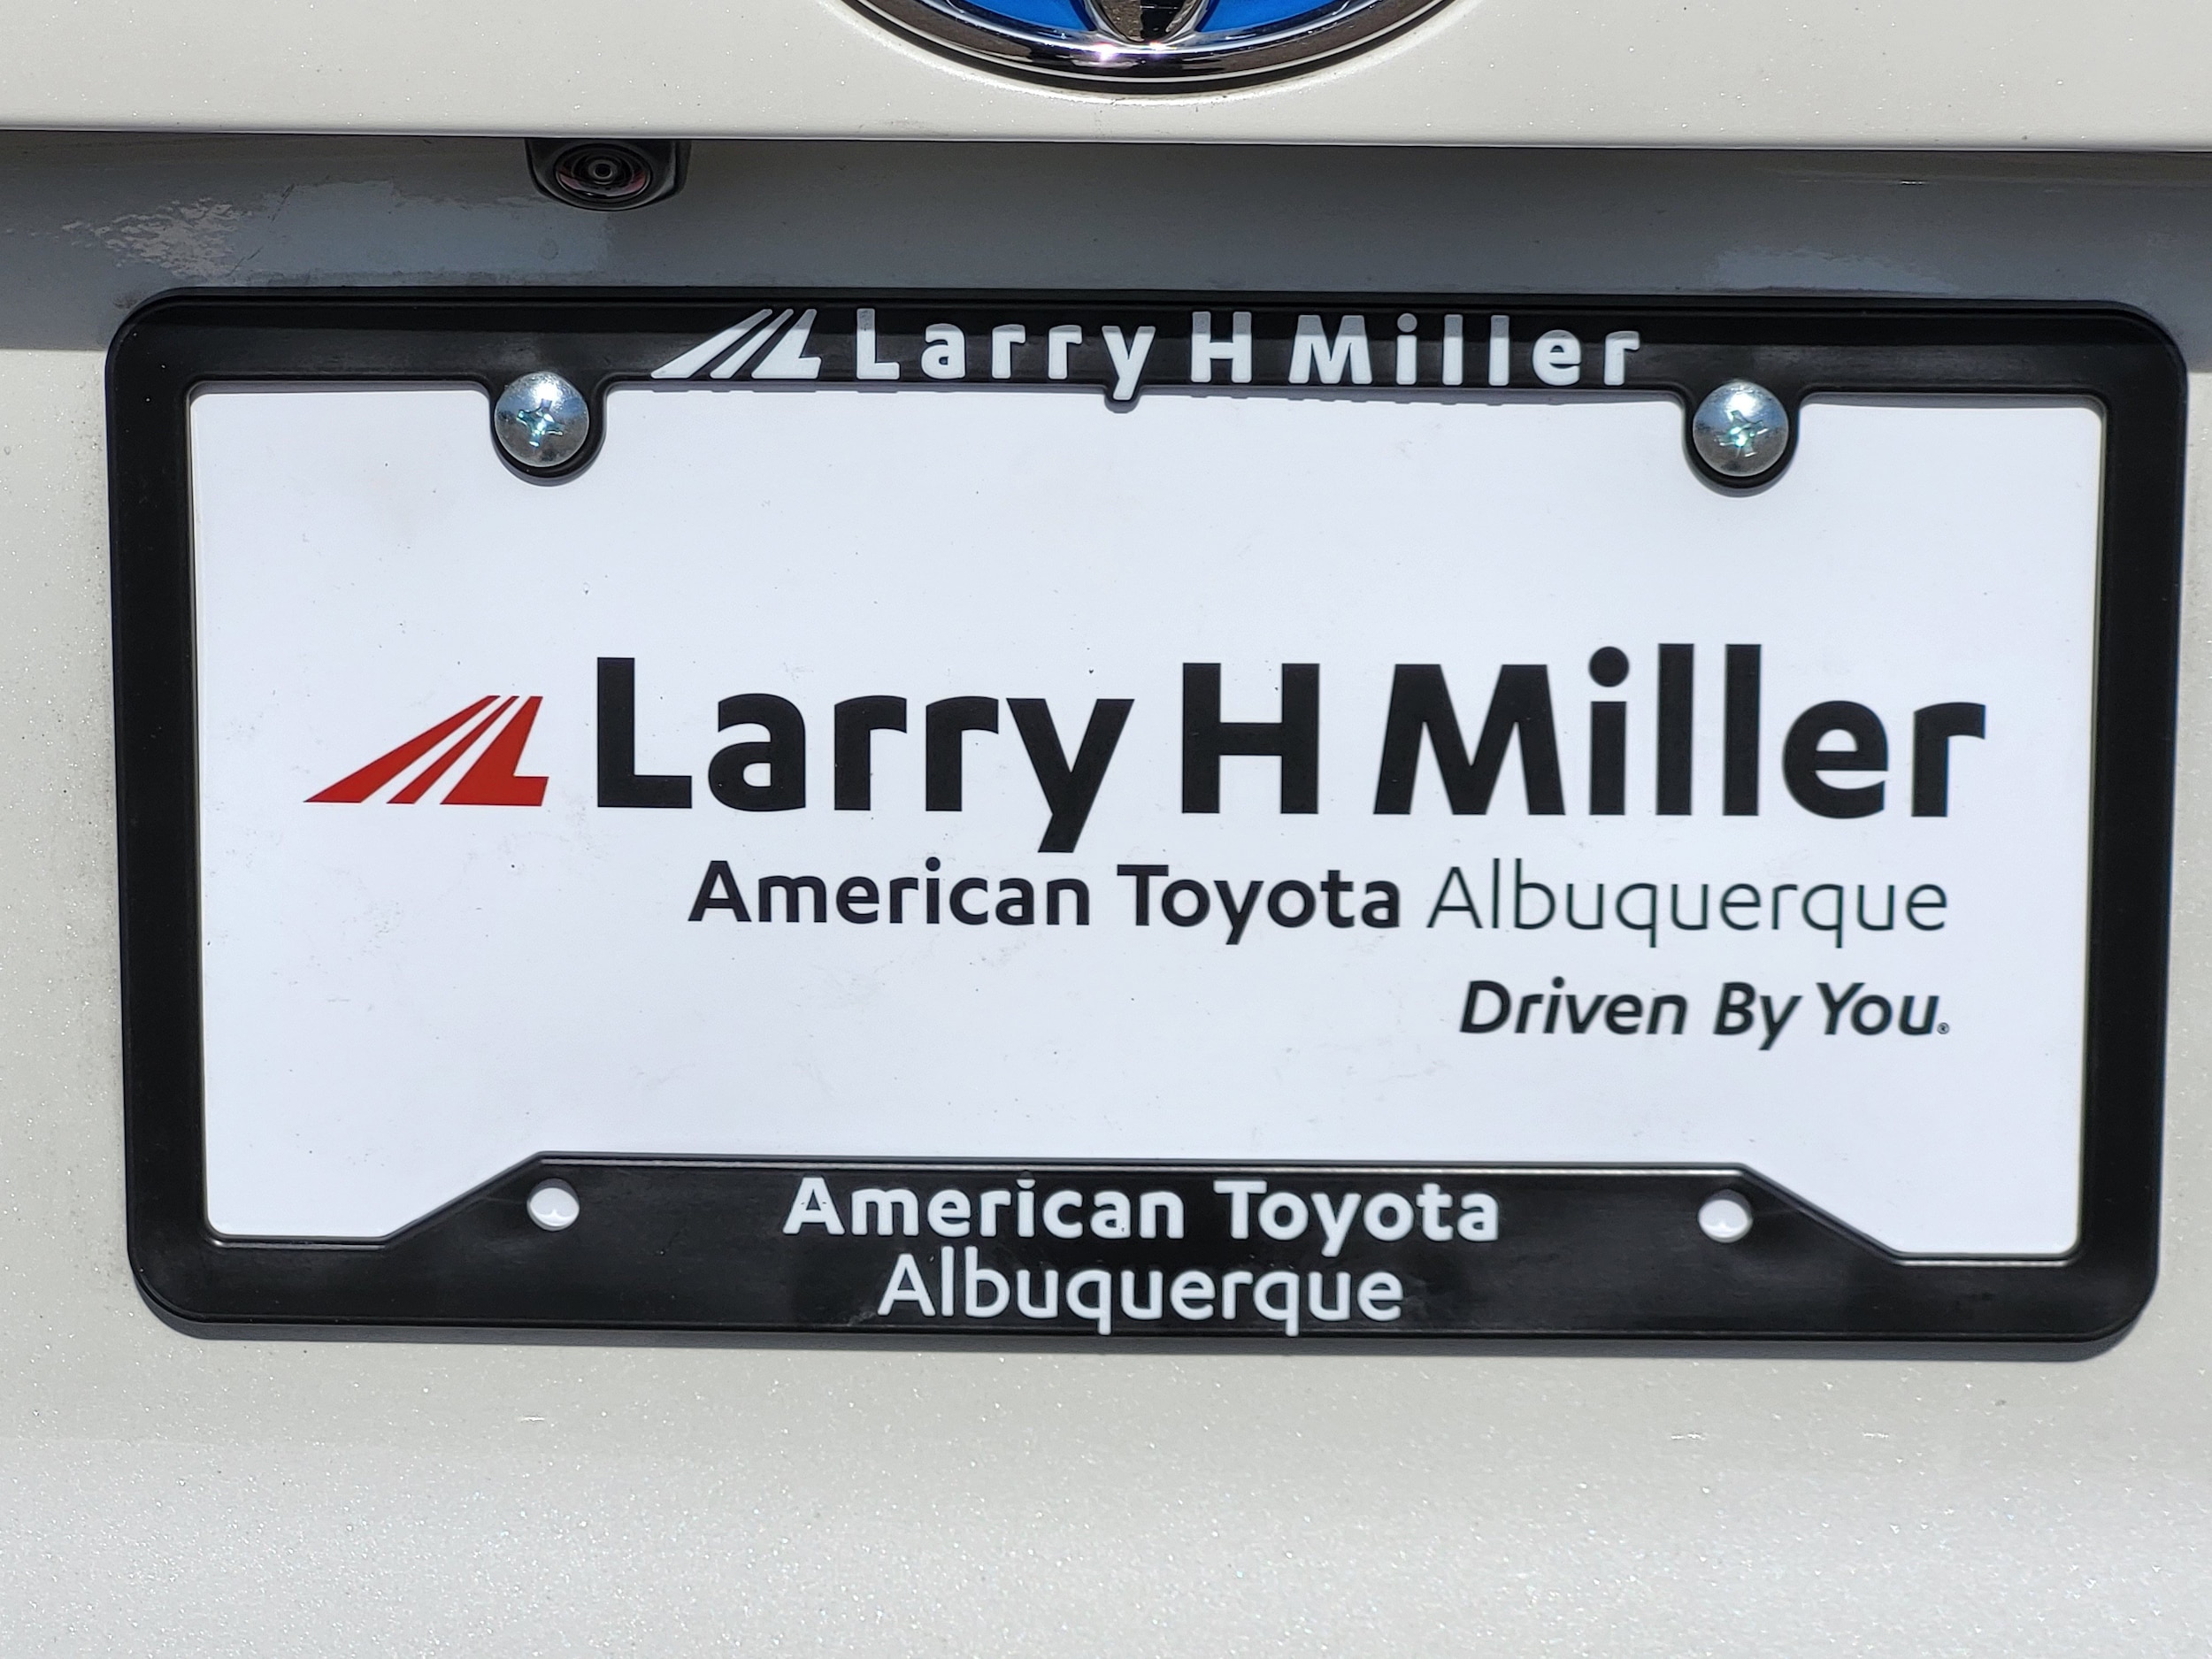 Larry H Miller
Larry H Miller
American Toyota Albuquerque
Driven By You.®
American Toyota
Albuquerque